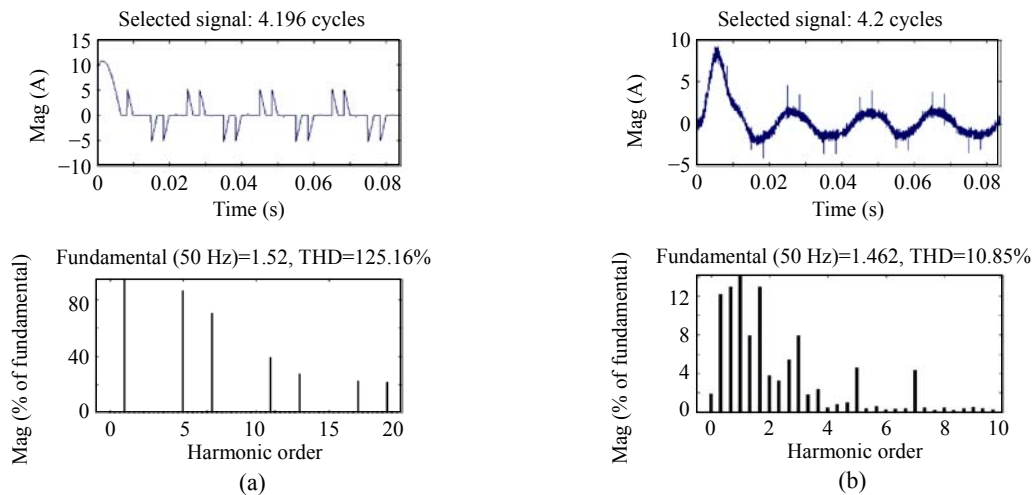 Selected signal: 4.196 cycles
15
10
5
0
−5
−10
Mag (A)
0 0.02 0.04 0.06 0.08
Time (s)
Fundamental (50 Hz)=1.52, THD=125.16%
80
40
0
Mag (% of fundamental)
0 5 10 15 20
Harmonic order
(a)
Selected signal: 4.2 cycles
10
5
0
−5
Mag (A)
0 0.02 0.04 0.06 0.08
Time (s)
Fundamental (50 Hz)=1.462, THD=10.85%
12
8
4
0
Mag (% of fundamental)
0 2 4 6 8 10
Harmonic order
(b)